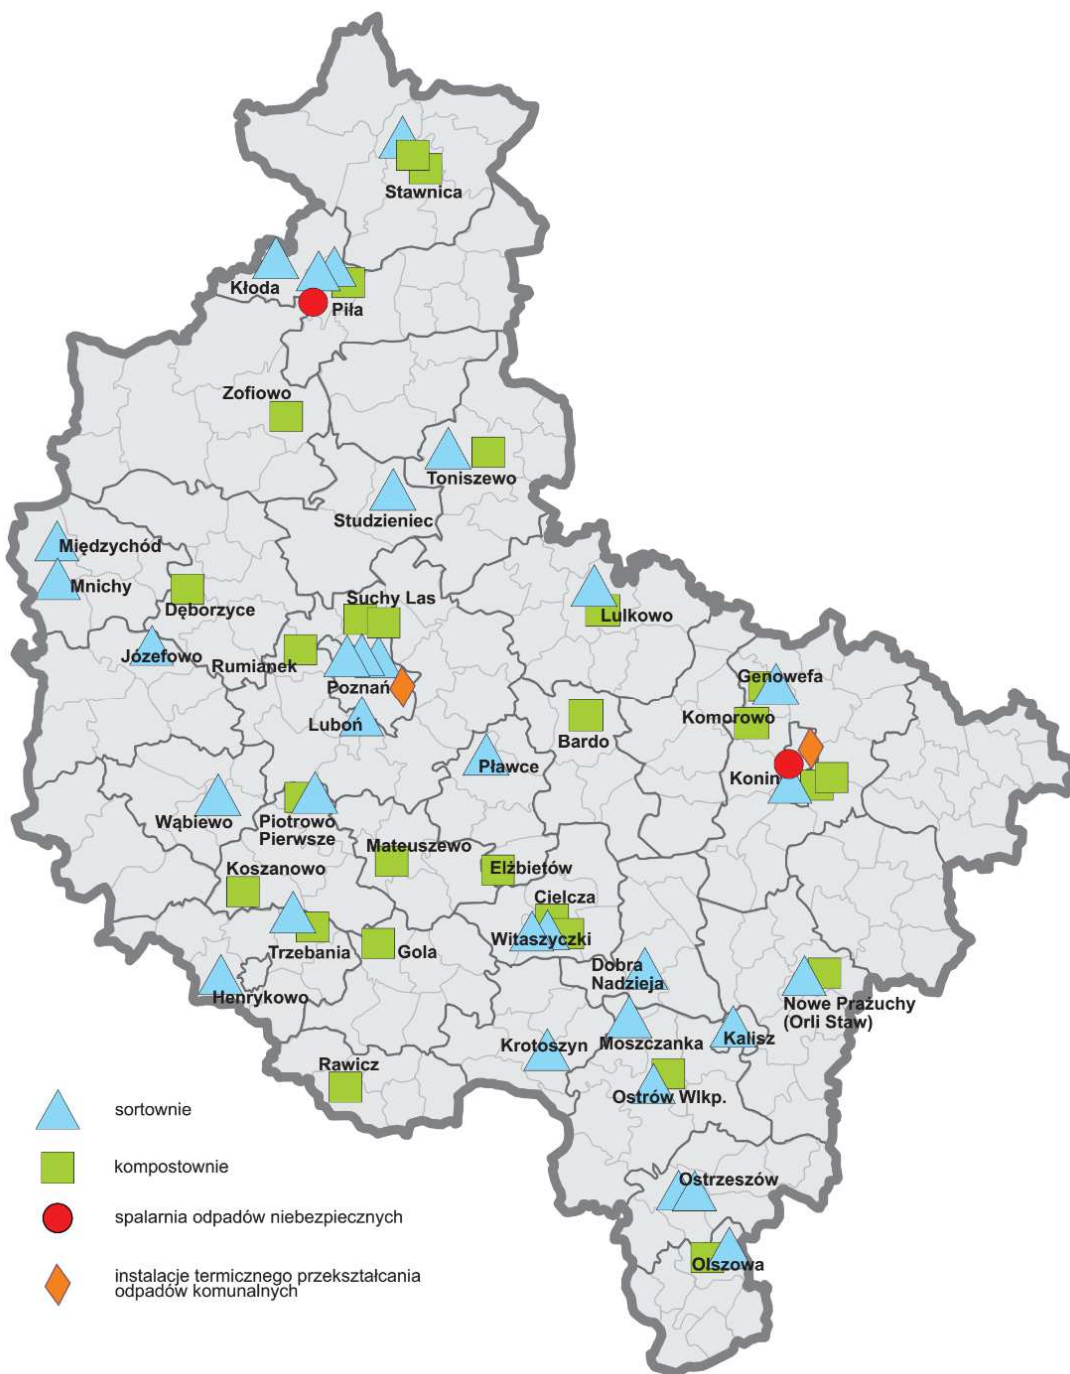 Stawnica
Kłoda
Piła
Zofiowo
Toniszewo
Studzieniec
Międzychód
Mnichy
Dęborzyce
Suchy Las
Lulkowo
Józefowo
Rumianek
Poznań
Genowefa
Luboń
Komorowo
Bardo
Pławce
Konin
Wąbiewo
Piotrowo
Pierwsze
Mateuszewo
Koszanowo
Elżbietów
Cielcza
Witaszyczki
Trzebania
Gola
Dobra
Nadzieja
Henrykowo
Nowe Prażuchy
(Orli Staw)
Krotoszyn
Moszczanka
Kalisz
Rawicz
Ostrów Wlkp.
Ostrzeszów
Olszowa
sortownie
kompostownie
spalarnia odpadów niebezpiecznych
instalacje termicznego przekształcania
odpadów komunalnych